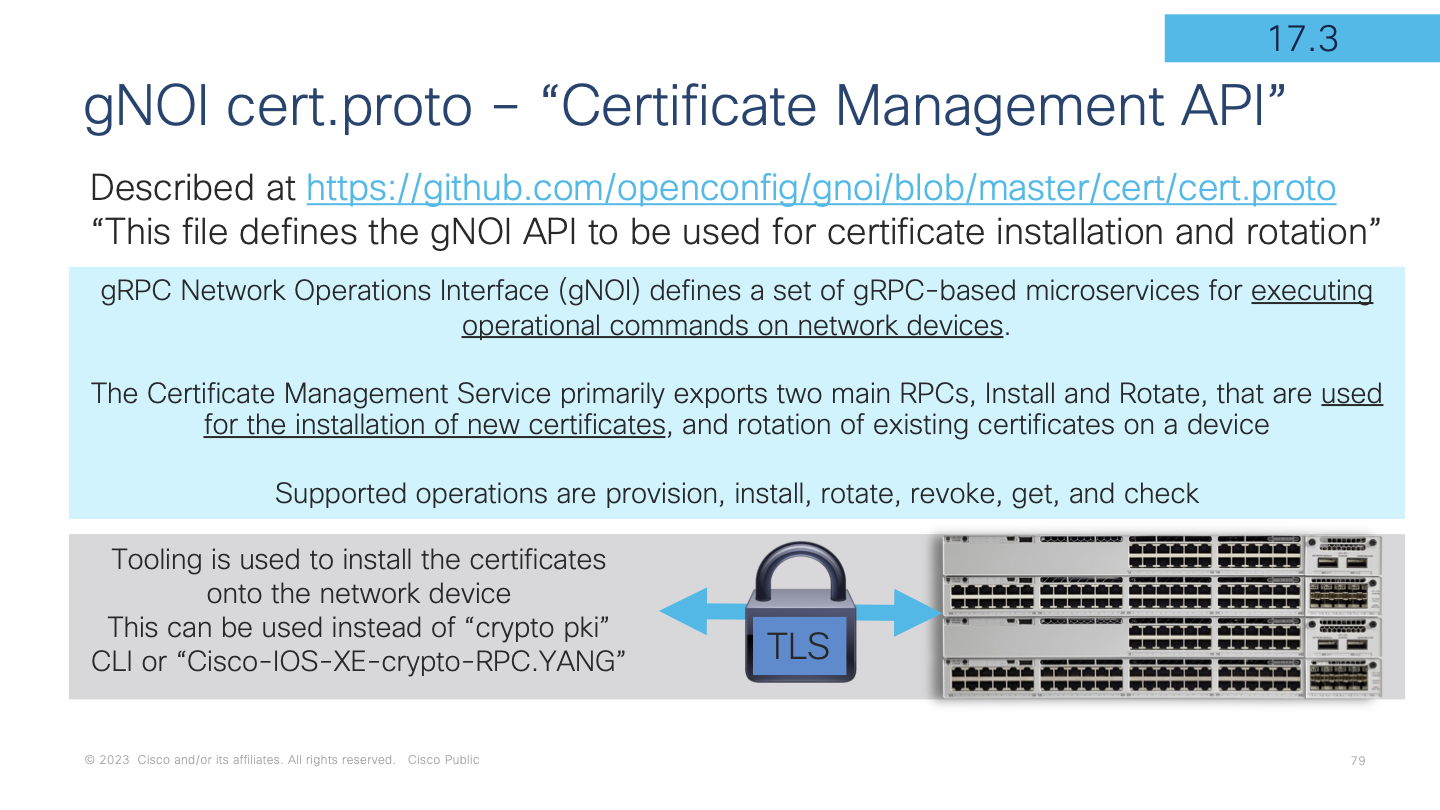 17.3
gNOI cert.proto – “Certificate Management API”
Described at https://github.com/openconfig/gnoi/blob/master/cert/cert.proto
“This file defines the gNOI API to be used for certificate installation and rotation”
gRPC Network Operations Interface (gNOI) defines a set of gRPC-based microservices for executing
operational commands on network devices.
The Certificate Management Service primarily exports two main RPCs, Install and Rotate, that are used
for the installation of new certificates, and rotation of existing certificates on a device
Supported operations are provision, install, rotate, revoke, get, and check
Tooling is used to install the certificates
onto the network device
This can be used instead of “crypto pki”
CLI or “Cisco-IOS-XE-crypto-RPC.YANG”
TLS
© 2023 Cisco and/or its affiliates. All rights reserved. Cisco Public
79